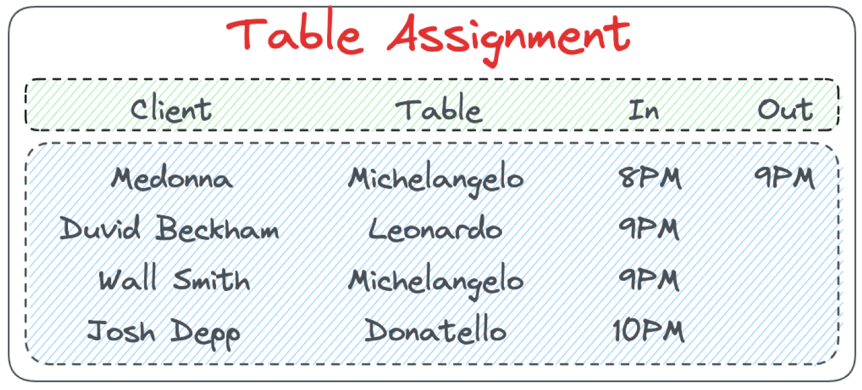 Table Assignment
Client Table In Out
Medonna Michelangelo 8PM 9PM
Duvid Beckham Leonardo 9PM
Wall Smith Michelangelo 9PM
Josh Depp Donatello 10PM